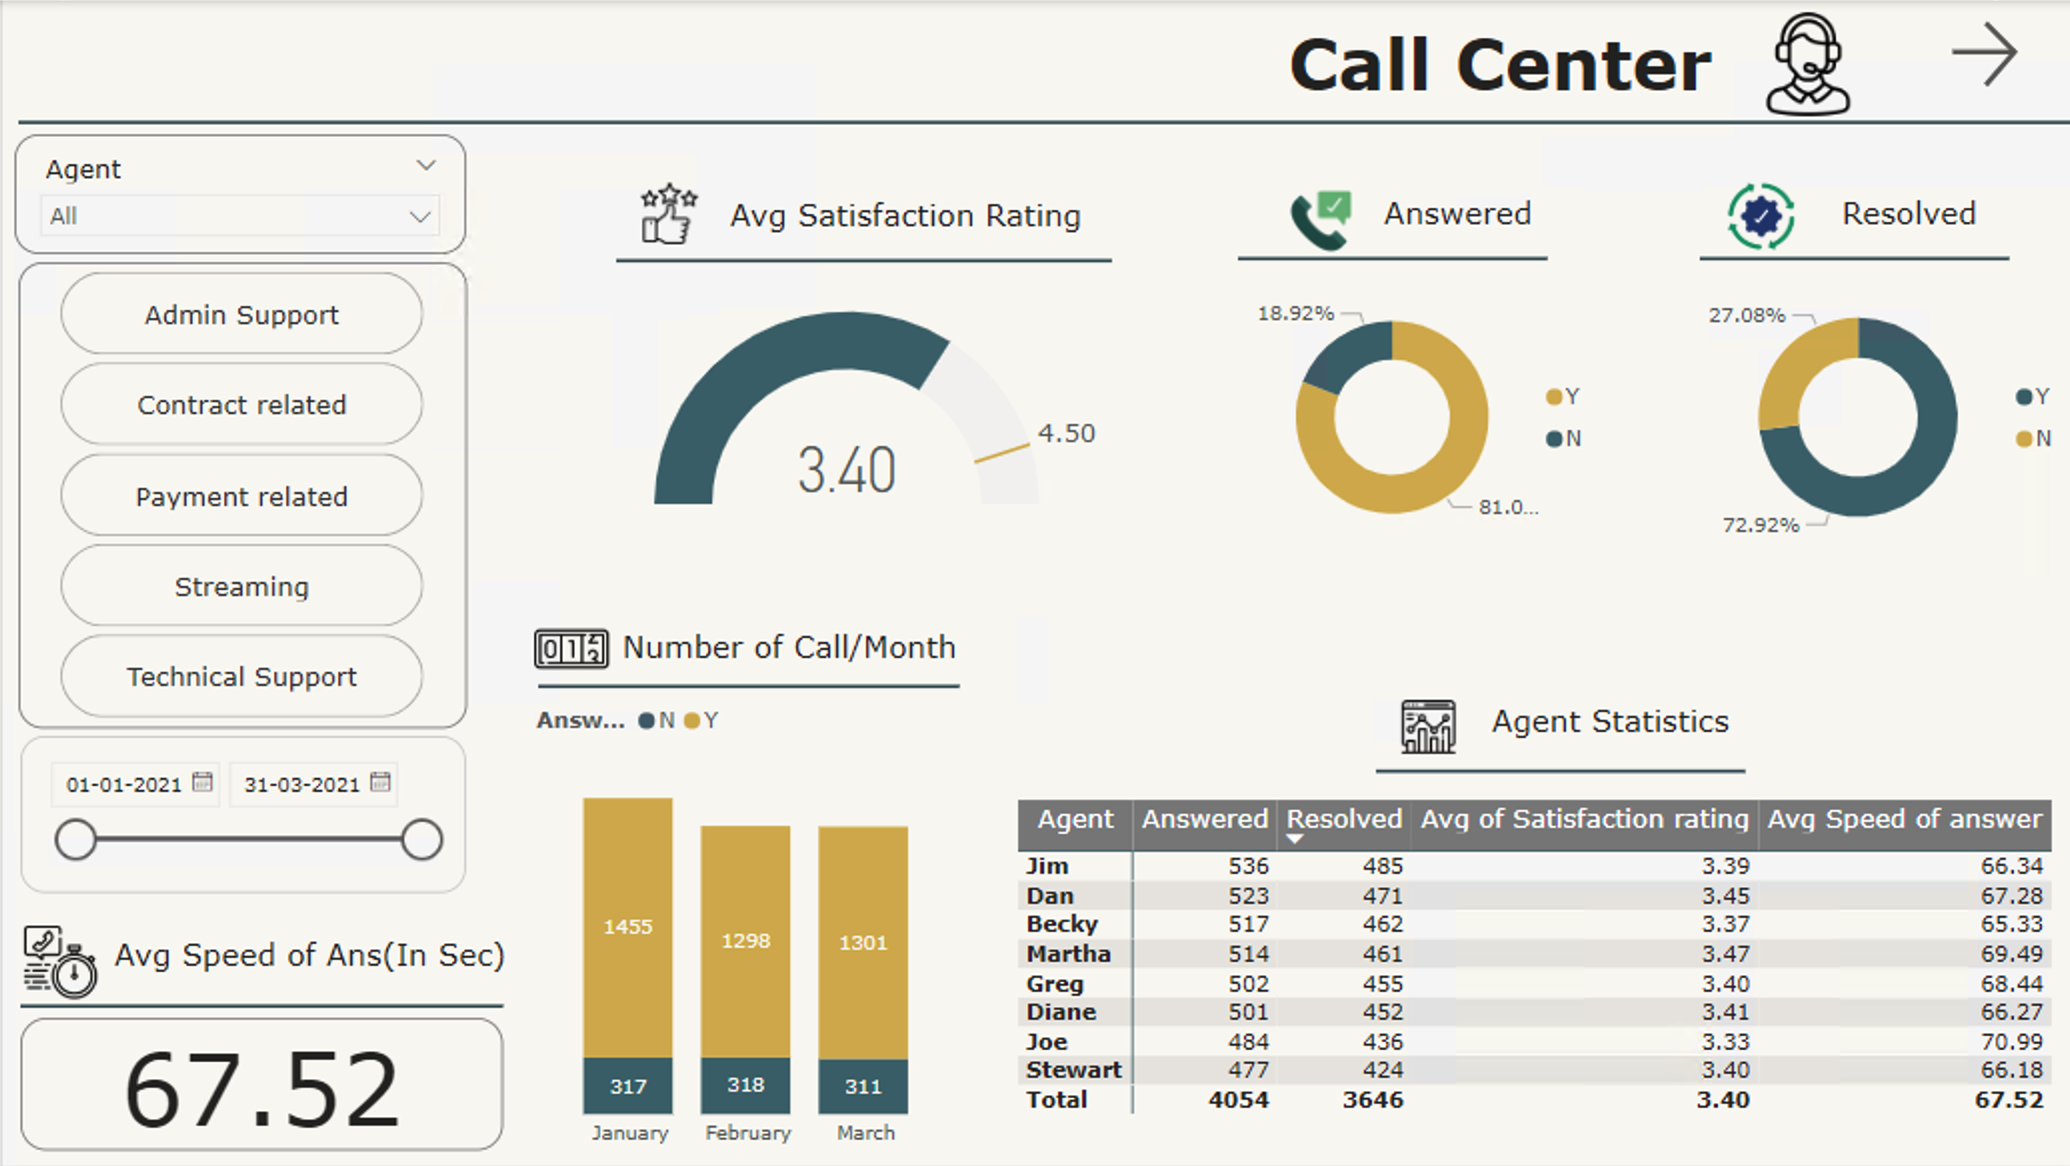 Call Center
Agent
All
Admin Support
Contract related
Payment related
Streaming
Technical Support
01-01-2021 31-03-2021
Avg Speed of Ans(In Sec)
67.52
Avg Satisfaction Rating
3.40
4.50
Answered
18.92%
81.0...
Y
N
Resolved
27.08%
72.92%
Y
N
012 3 Number of Call/Month
Answ... N Y
1455 1298 1301
317 318 311
January February March
Agent Statistics
Agent Answered Resolved Avg of Satisfaction rating Avg Speed of answer
Jim 536 485 3.39 66.34
Dan 523 471 3.45 67.28
Becky 517 462 3.37 65.33
Martha 514 461 3.47 69.49
Greg 502 455 3.40 68.44
Diane 501 452 3.41 66.27
Joe 484 436 3.33 70.99
Stewart 477 424 3.40 66.18
Total 4054 3646 3.40 67.52